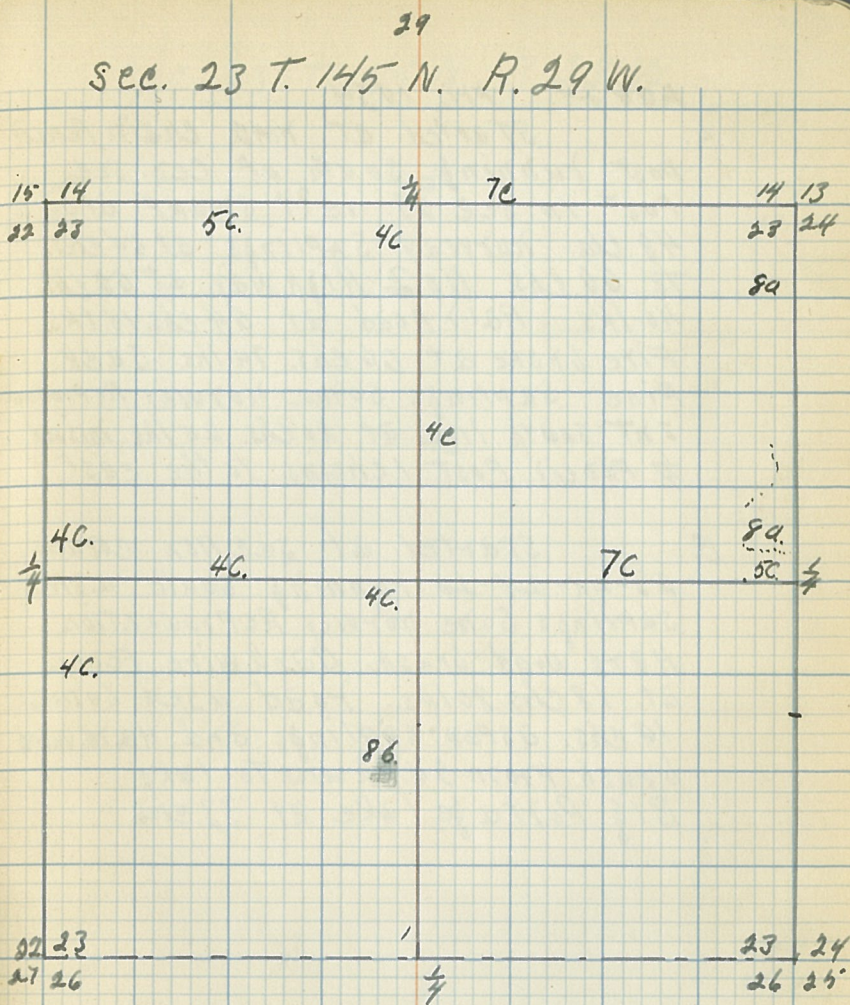 29
Sec. 23 T. 145 N. R. 29 W.
15 14 1/4 7C 14 13
22 23 5C. 4C 23 24
8a
4C
4C. 8a.
1/4 4C. 7C 5C. 1/4
4C.
4C.
8b.
22 23 23 24
27 26 1/4 26 25